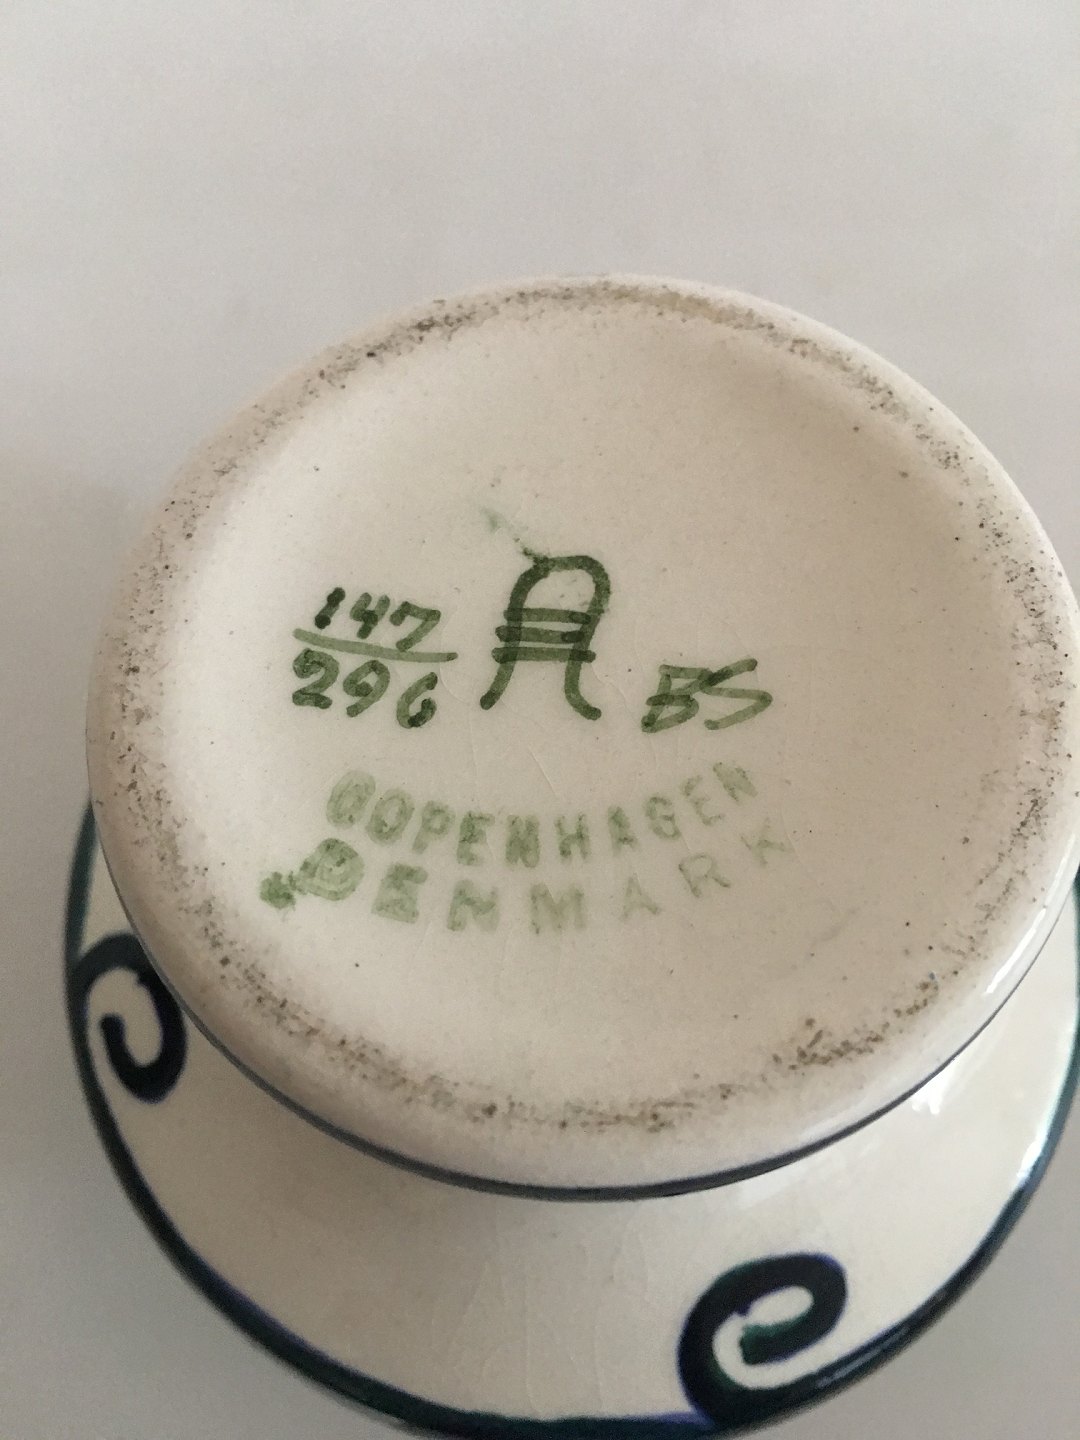 147
296
BS
COPENHAGEN
DENMARK